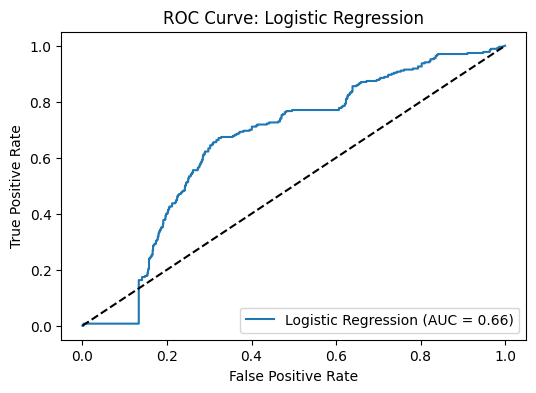 ROC Curve: Logistic Regression
True Positive Rate
1.0
0.8
0.6
0.4
0.2
0.0
Logistic Regression (AUC = 0.66)
0.0 0.2 0.4 0.6 0.8 1.0
False Positive Rate